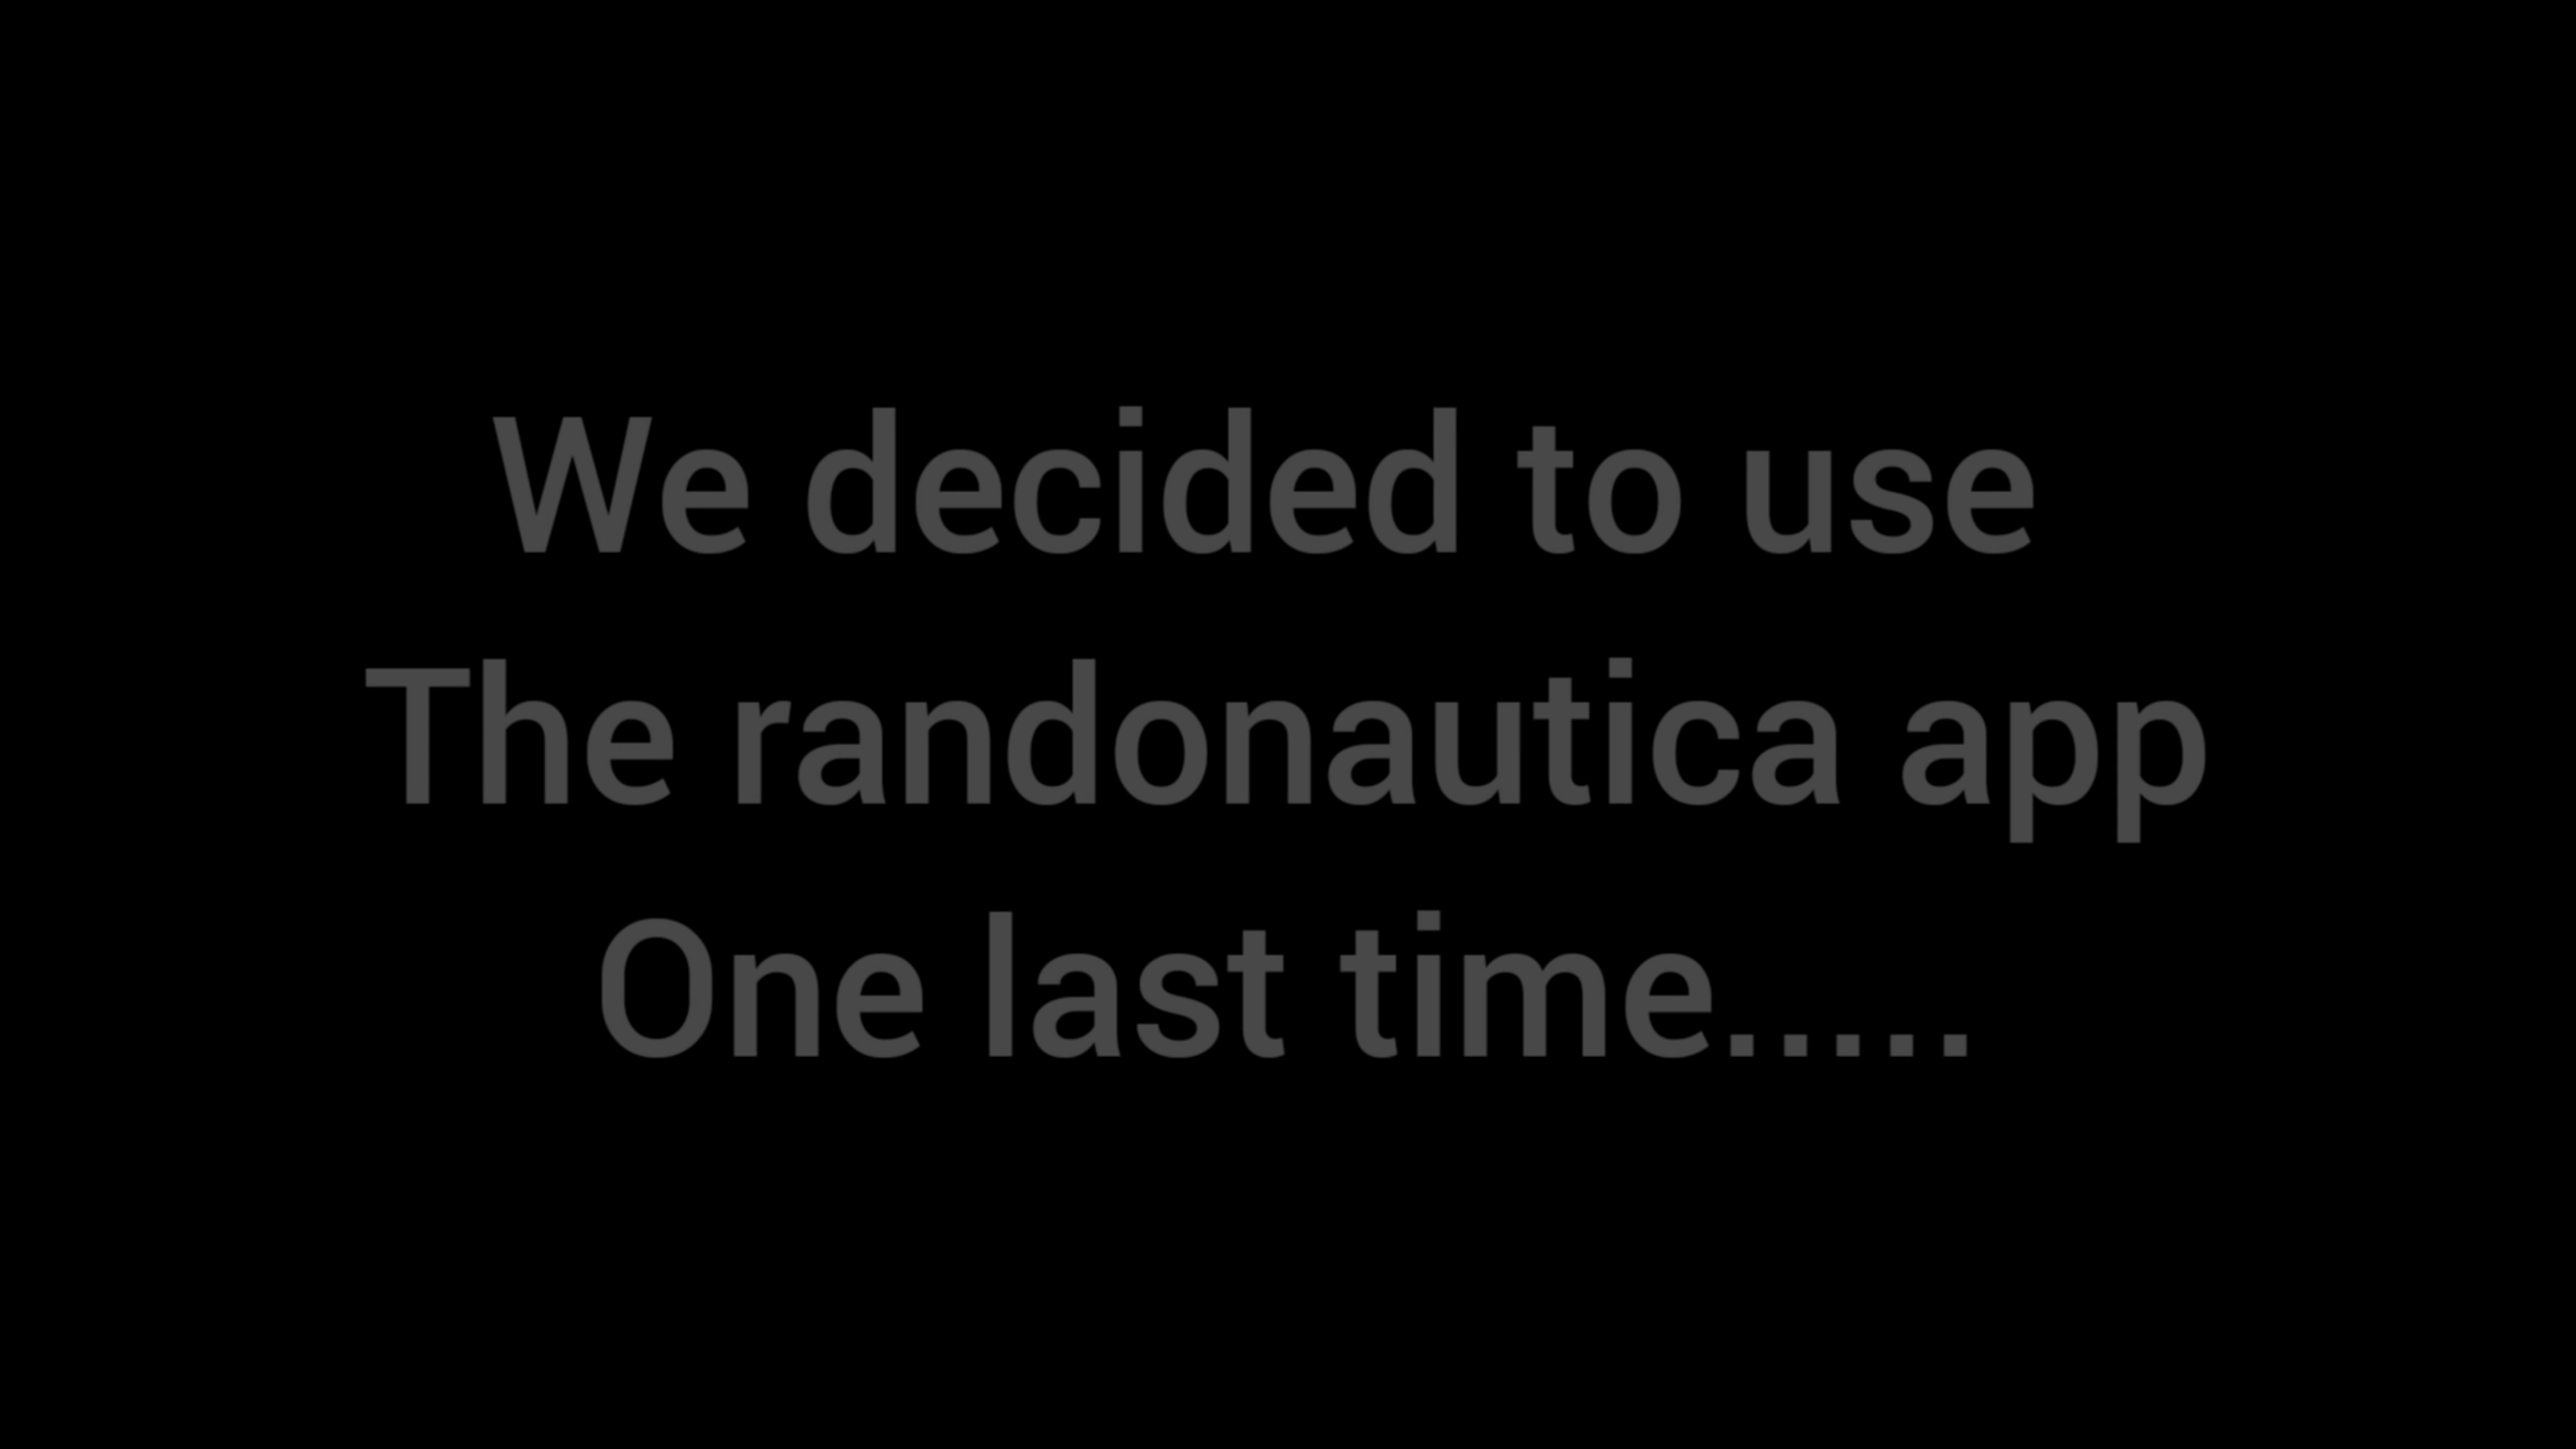 We decided to use
The randonautica app
One last time.....